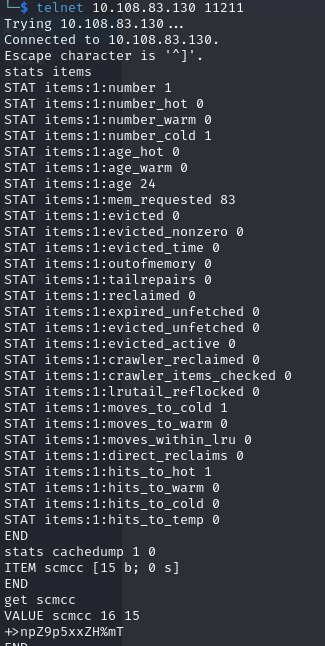 └─$ telnet 10.108.83.130 11211
Trying 10.108.83.130...
Connected to 10.108.83.130.
Escape character is '^]'.
stats items
STAT items:1:number 1
STAT items:1:number_hot 0
STAT items:1:number_warm 0
STAT items:1:number_cold 1
STAT items:1:age_hot 0
STAT items:1:age_warm 0
STAT items:1:age 24
STAT items:1:mem_requested 83
STAT items:1:evicted 0
STAT items:1:evicted_nonzero 0
STAT items:1:evicted_time 0
STAT items:1:outofmemory 0
STAT items:1:tailrepairs 0
STAT items:1:reclaimed 0
STAT items:1:expired_unfetched 0
STAT items:1:evicted_unfetched 0
STAT items:1:evicted_active 0
STAT items:1:crawler_reclaimed 0
STAT items:1:crawler_items_checked 0
STAT items:1:lrutail_reflocked 0
STAT items:1:moves_to_cold 1
STAT items:1:moves_to_warm 0
STAT items:1:moves_within_lru 0
STAT items:1:direct_reclaims 0
STAT items:1:hits_to_hot 1
STAT items:1:hits_to_warm 0
STAT items:1:hits_to_cold 0
STAT items:1:hits_to_temp 0
END
stats cachedump 1 0
ITEM scmcc [15 b; 0 s]
END
get scmcc
VALUE scmcc 16 15
+>npZ9p5xxZH%mT
END